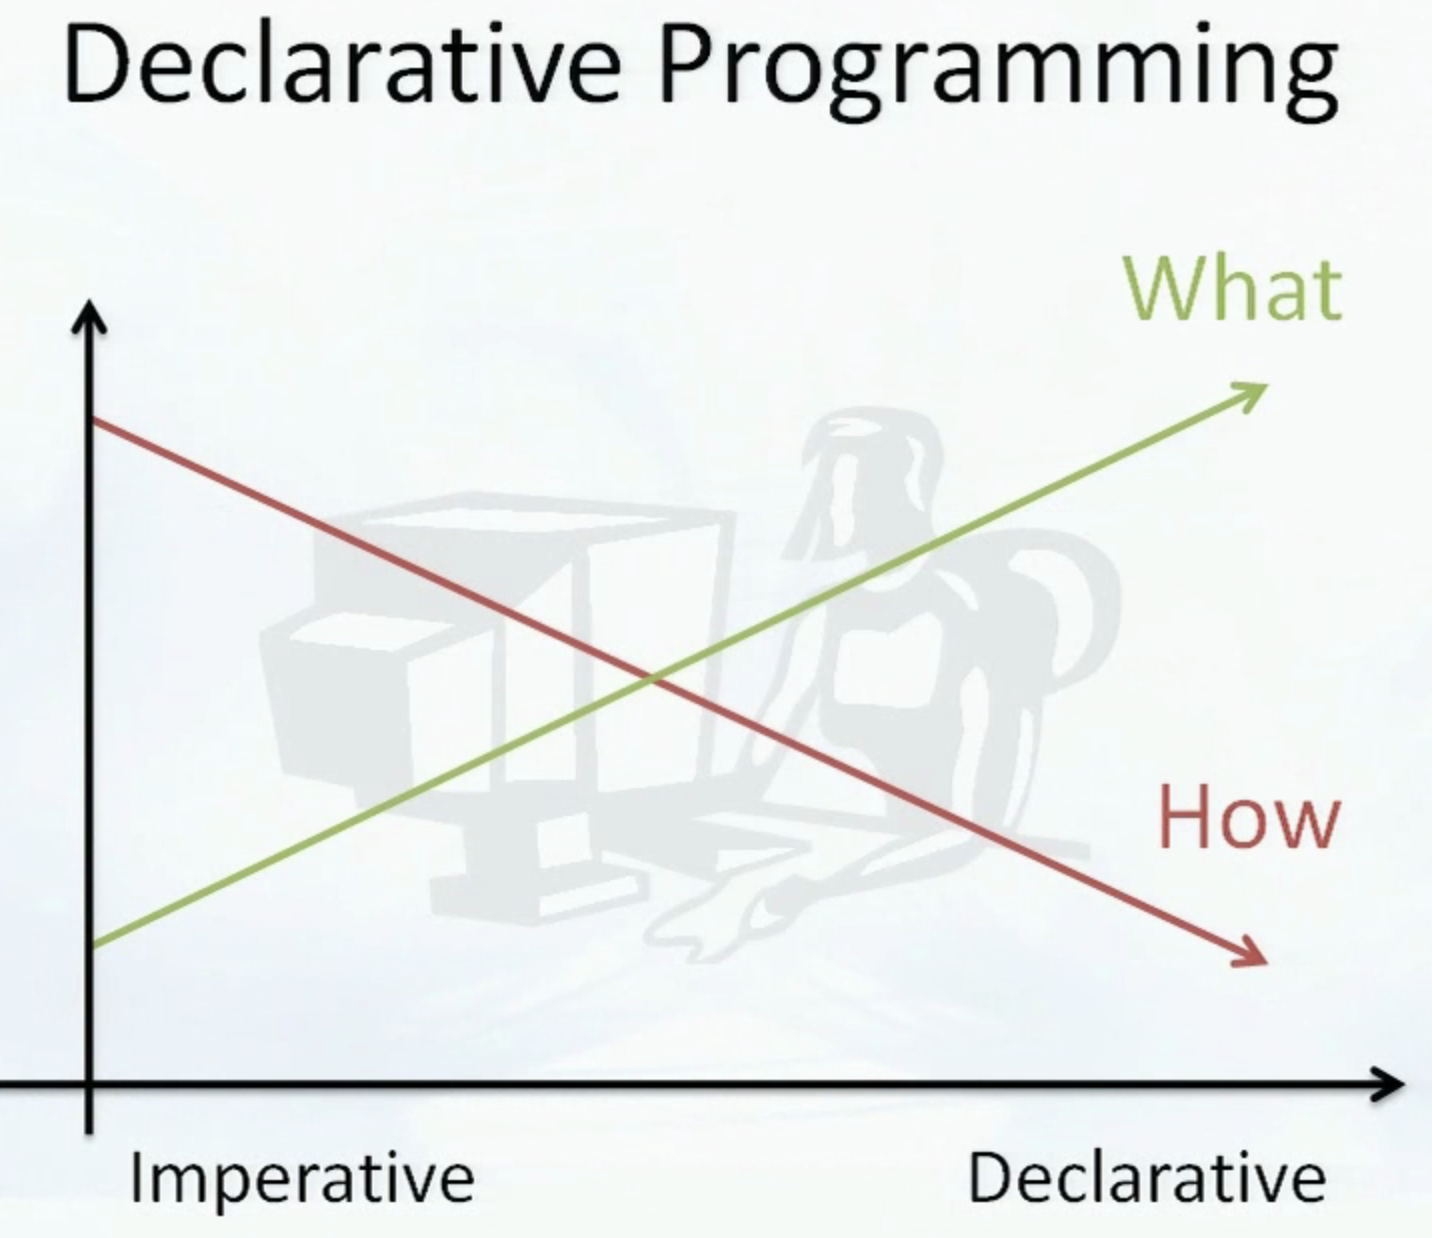 Declarative Programming
What
How
Imperative Declarative